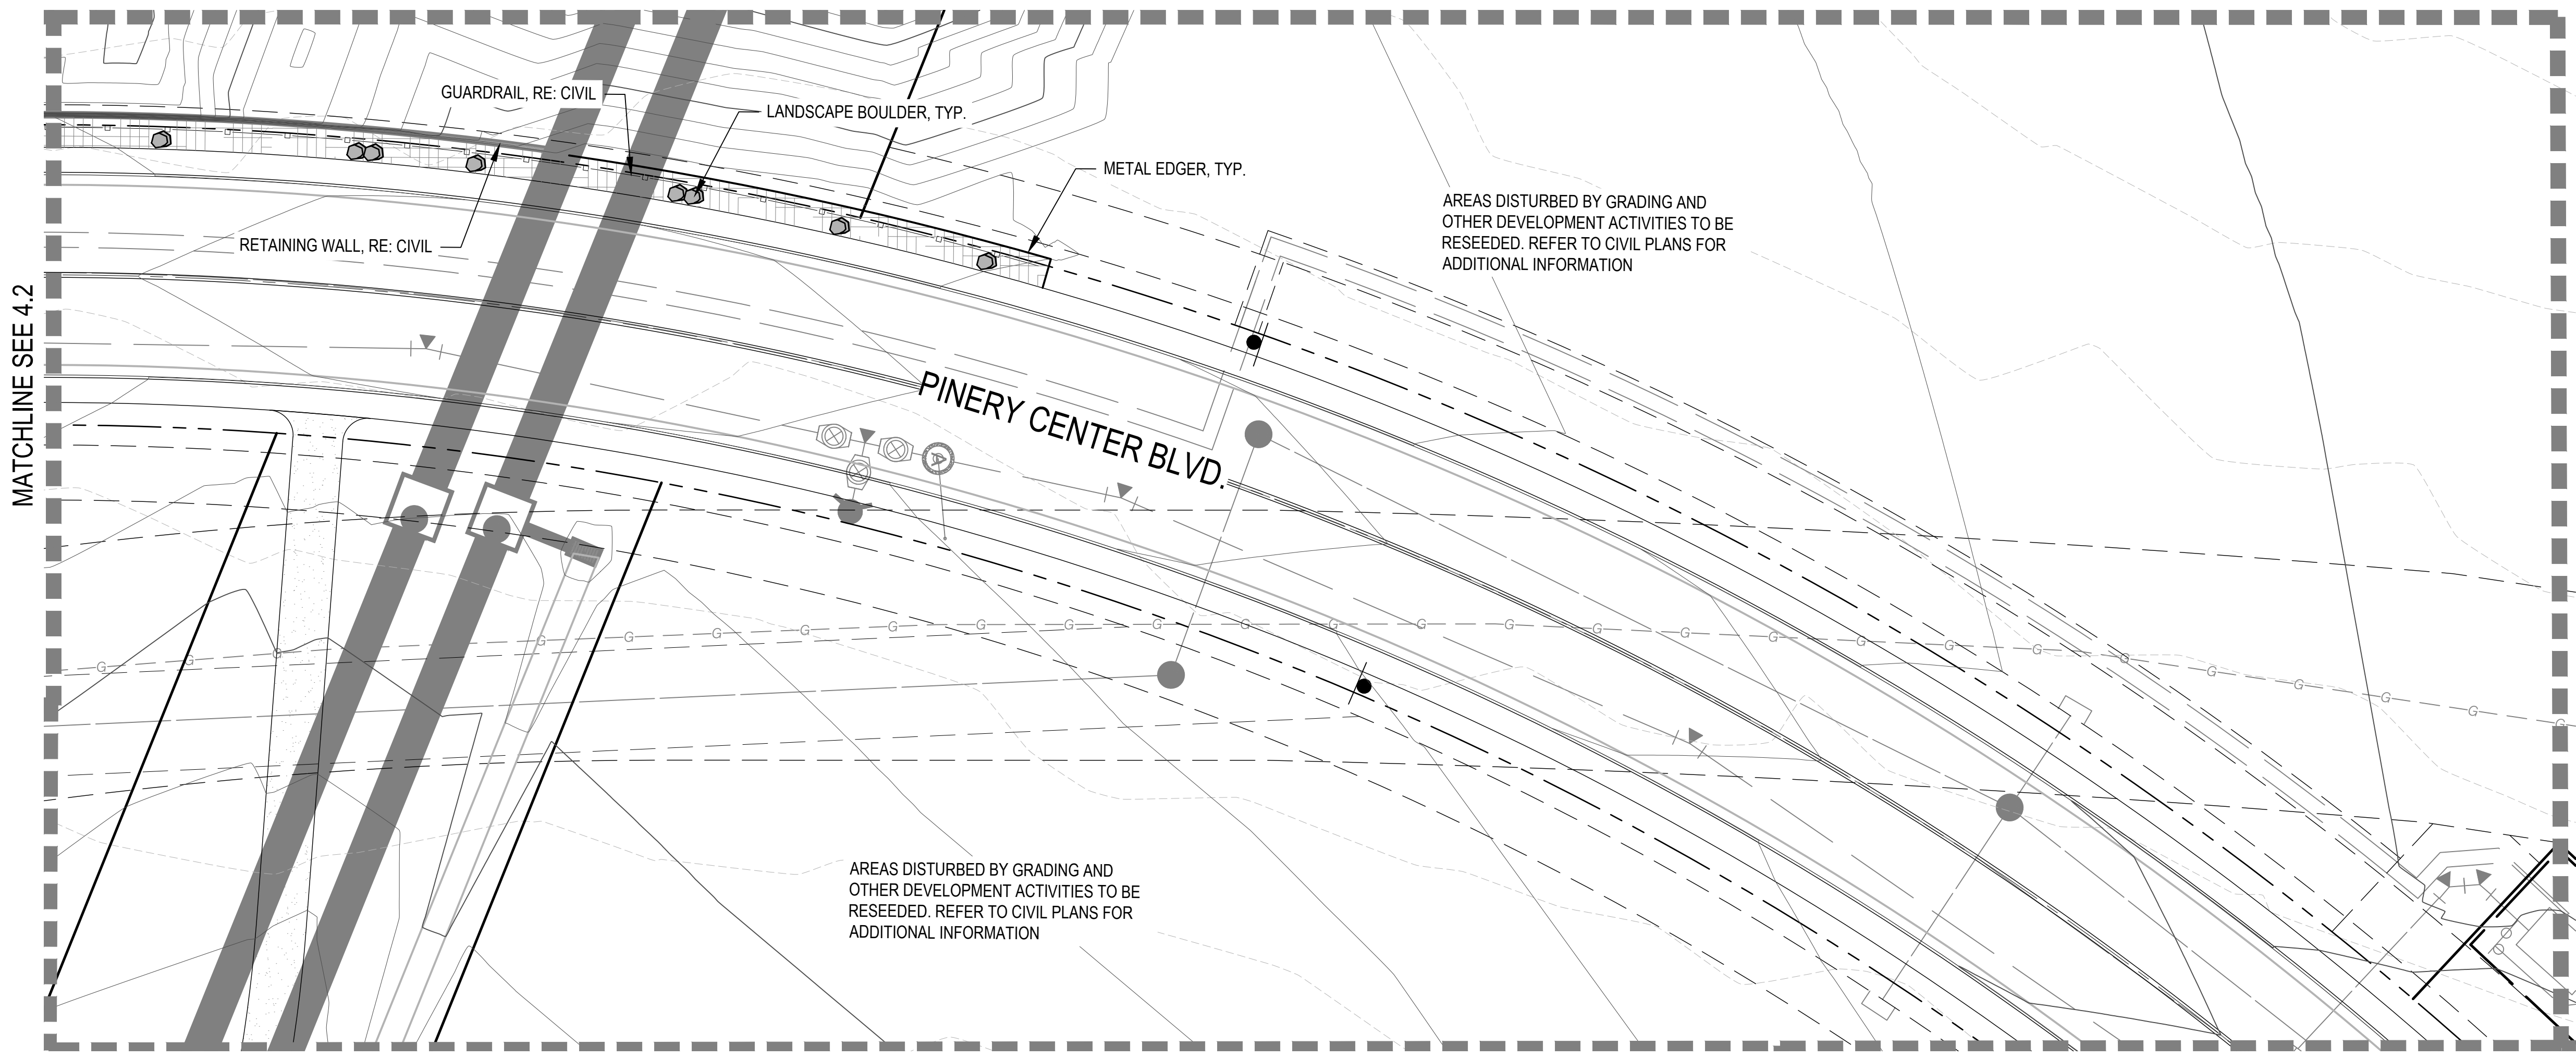 GUARDRAIL, RE: CIVIL
LANDSCAPE BOULDER, TYP.
METAL EDGER, TYP.
AREAS DISTURBED BY GRADING AND
OTHER DEVELOPMENT ACTIVITIES TO BE
RESEEDED. REFER TO CIVIL PLANS FOR
ADDITIONAL INFORMATION
RETAINING WALL, RE: CIVIL
MATCHLINE SEE 4.2
PINERY CENTER BLVD.
G G G G G G G G G G G G G G G G G G G G G G G G G G G G
AREAS DISTURBED BY GRADING AND
OTHER DEVELOPMENT ACTIVITIES TO BE
RESEEDED. REFER TO CIVIL PLANS FOR
ADDITIONAL INFORMATION